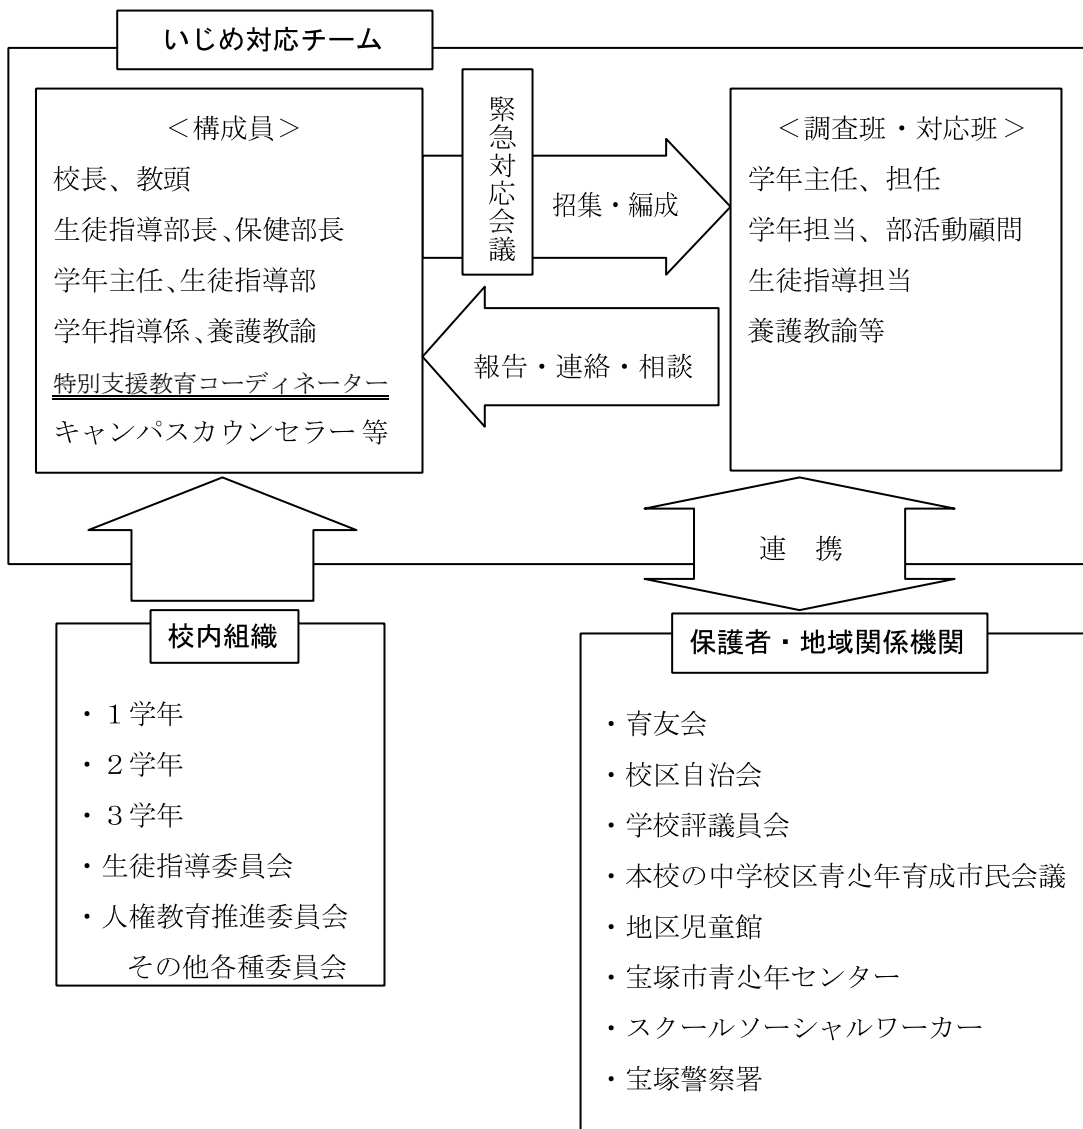 いじめ対応チーム
＜構成員＞
校長、教頭
生徒指導部長、保健部長
学年主任、生徒指導部
学年指導係、養護教諭
特別支援教育コーディネーター
キャンパスカウンセラー等
緊急対応会議
招集・編成
報告・連絡・相談
＜調査班・対応班＞
学年主任、担任
学年担当、部活動顧問
生徒指導担当
養護教諭等
連　携
校内組織
・１学年
・２学年
・３学年
・生徒指導委員会
・人権教育推進委員会
その他各種委員会
保護者・地域関係機関
・育友会
・校区自治会
・学校評議員会
・本校の中学校区青少年育成市民会議
・地区児童館
・宝塚市青少年センター
・スクールソーシャルワーカー
・宝塚警察署